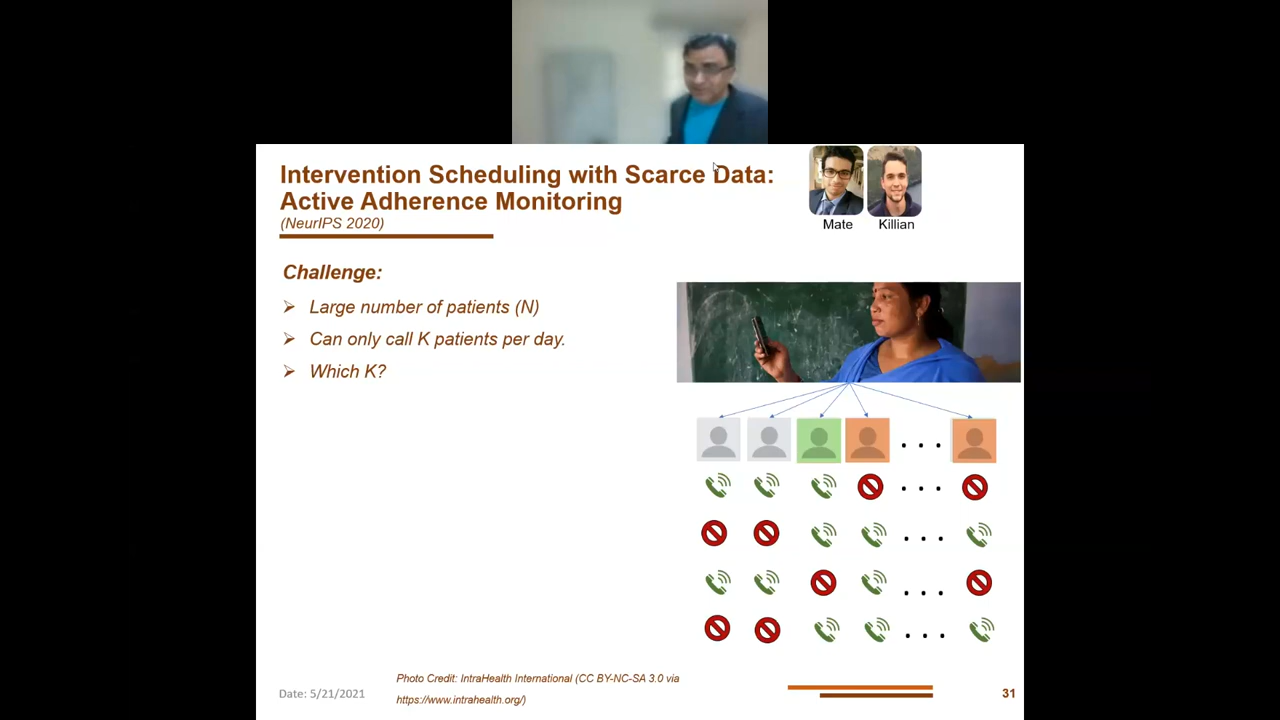 Intervention Scheduling with Scarce Data:
Active Adherence Monitoring
(NeurIPS 2020)
Mate Killian
Challenge:
Large number of patients (N)
Can only call K patients per day.
Which K?
Photo Credit: IntraHealth International (CC BY-NC-SA 3.0 via
https://www.intrahealth.org/)
Date: 5/21/2021
31